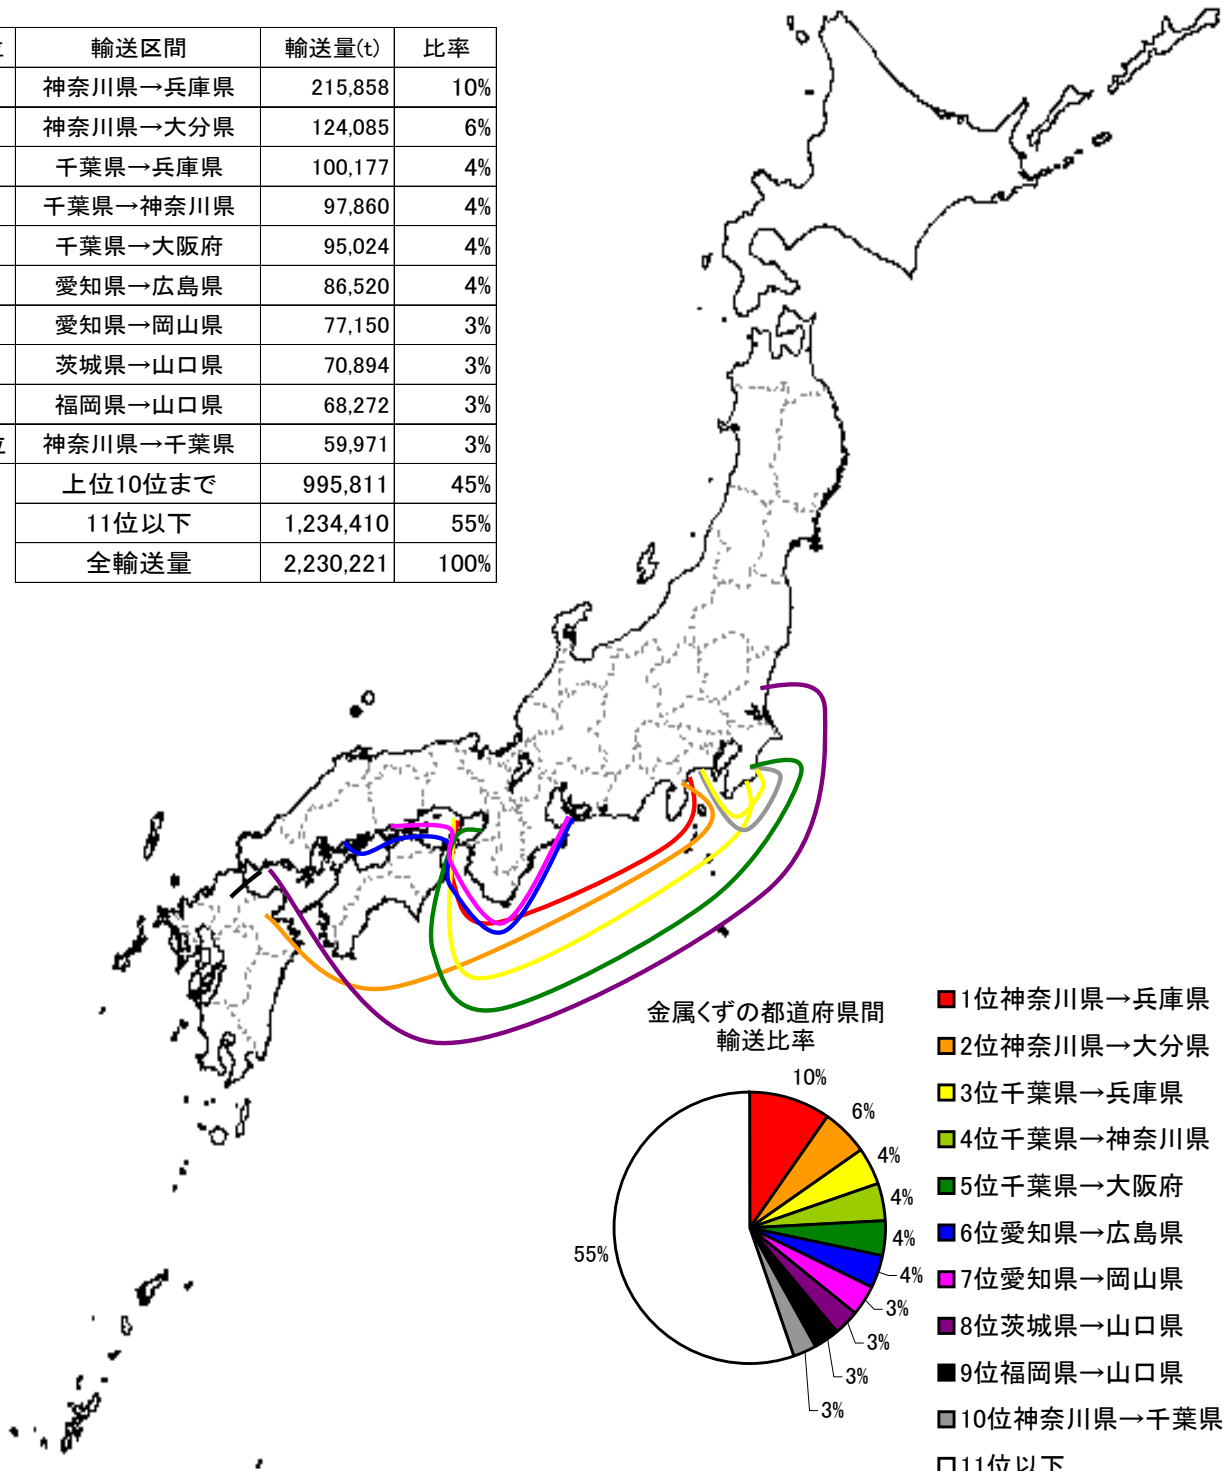 位 輸送区間 輸送量(t) 比率
神奈川県→兵庫県 215,858 10%
神奈川県→大分県 124,085 6%
千葉県→兵庫県 100,177 4%
千葉県→神奈川県 97,860 4%
千葉県→大阪府 95,024 4%
愛知県→広島県 86,520 4%
愛知県→岡山県 77,150 3%
茨城県→山口県 70,894 3%
福岡県→山口県 68,272 3%
位 神奈川県→千葉県 59,971 3%
上位10位まで 995,811 45%
11位以下 1,234,410 55%
全輸送量 2,230,221 100%
金属くずの都道府県間
輸送比率
10%
6%
4%
4%
4%
4%
3%
3%
3%
3%
55%
1位神奈川県→兵庫県
2位神奈川県→大分県
3位千葉県→兵庫県
4位千葉県→神奈川県
5位千葉県→大阪府
6位愛知県→広島県
7位愛知県→岡山県
8位茨城県→山口県
9位福岡県→山口県
10位神奈川県→千葉県
11位以下